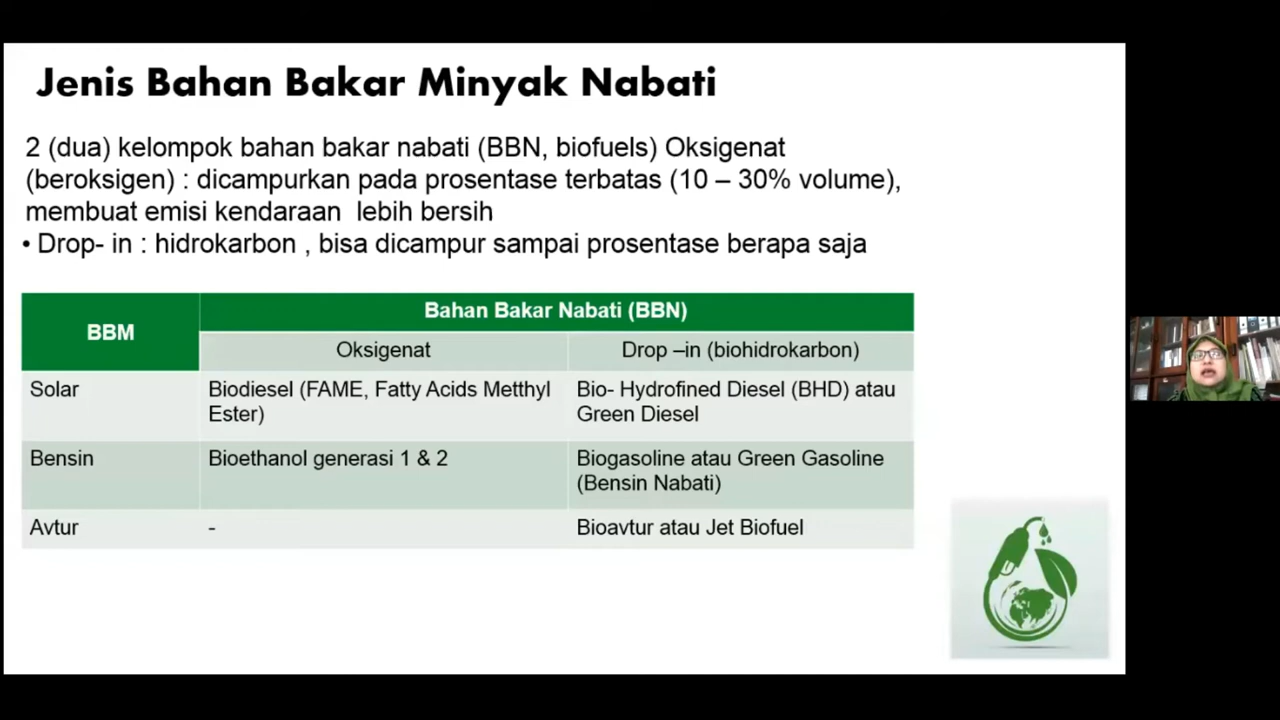 Jenis Bahan Bakar Minyak Nabati
2 (dua) kelompok bahan bakar nabati (BBN, biofuels) Oksigenat
(beroksigen) : dicampurkan pada prosentase terbatas (10 – 30% volume),
membuat emisi kendaraan lebih bersih
• Drop- in : hidrokarbon , bisa dicampur sampai prosentase berapa saja
BBM
Bahan Bakar Nabati (BBN)
Oksigenat
Drop –in (biohidrokarbon)
Solar
Biodiesel (FAME, Fatty Acids Metthyl
Ester)
Bio- Hydrofined Diesel (BHD) atau
Green Diesel
Bensin
Bioethanol generasi 1 & 2
Biogasoline atau Green Gasoline
(Bensin Nabati)
Avtur
-
Bioavtur atau Jet Biofuel